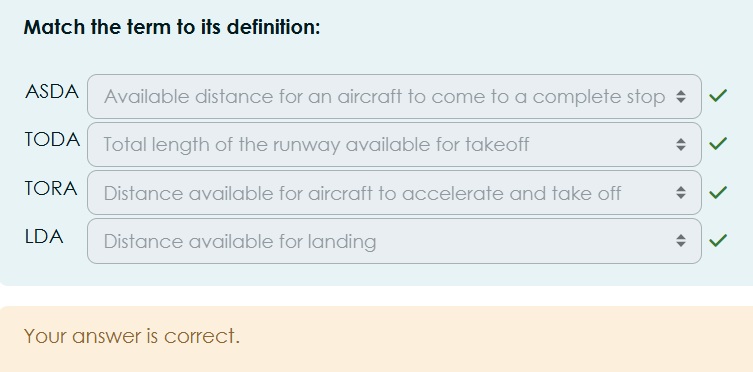 Match the term to its definition:
ASDA Available distance for an aircraft to come to a complete stop
TODA Total length of the runway available for takeoff
TORA Distance available for aircraft to accelerate and take off
LDA Distance available for landing
Your answer is correct.